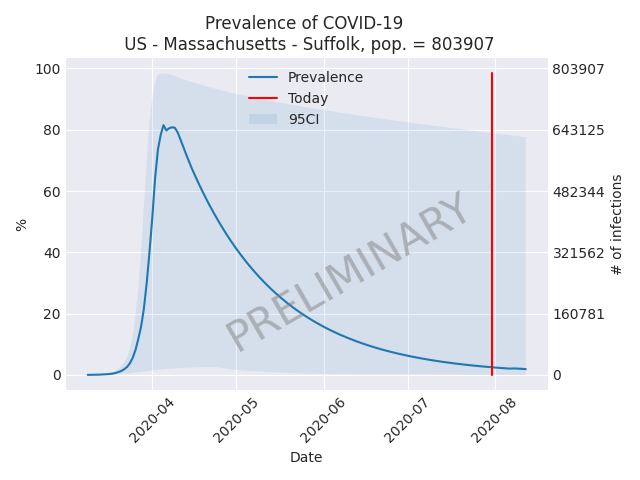 Prevalence of COVID-19
US - Massachusetts - Suffolk, pop. = 803907
100
80
60
40
20
0
%
Prevalence
Today
95CI
PRELIMINARY
803907
643125
482344
321562
160781
0
# of infections
2020-04
2020-05
2020-06
2020-07
2020-08
Date